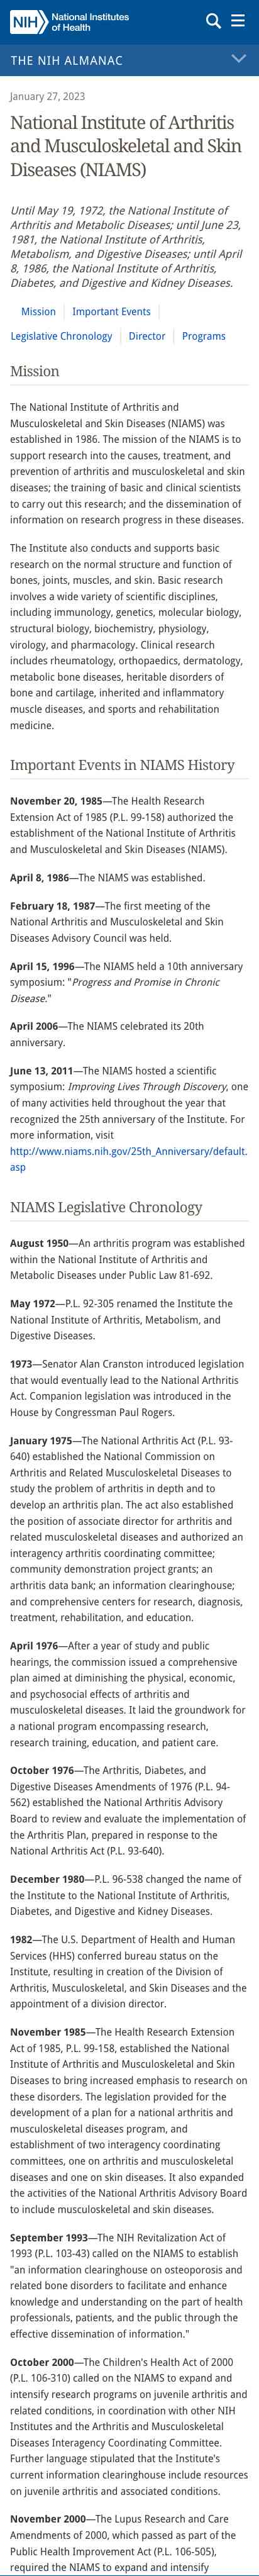 NIH
National Institutes
of Health
THE NIH ALMANAC
January 27, 2023
National Institute of Arthritis
and Musculoskeletal and Skin
Diseases (NIAMS)
Until May 19, 1972, the National Institute of
Arthritis and Metabolic Diseases; until June 23,
1981, the National Institute of Arthritis,
Metabolism, and Digestive Diseases; until April
8, 1986, the National Institute of Arthritis,
Diabetes, and Digestive and Kidney Diseases.
Mission
Important Events
Legislative Chronology
Director
Programs
Mission
The National Institute of Arthritis and
Musculoskeletal and Skin Diseases (NIAMS) was
established in 1986. The mission of the NIAMS is to
support research into the causes, treatment, and
prevention of arthritis and musculoskeletal and skin
diseases; the training of basic and clinical scientists
to carry out this research; and the dissemination of
information on research progress in these diseases.
The Institute also conducts and supports basic
research on the normal structure and function of
bones, joints, muscles, and skin. Basic research
involves a wide variety of scientific disciplines,
including immunology, genetics, molecular biology,
structural biology, biochemistry, physiology,
virology, and pharmacology. Clinical research
includes rheumatology, orthopaedics, dermatology,
metabolic bone diseases, heritable disorders of
bone and cartilage, inherited and inflammatory
muscle diseases, and sports and rehabilitation
medicine.
Important Events in NIAMS History
November 20, 1985—The Health Research
Extension Act of 1985 (P.L. 99-158) authorized the
establishment of the National Institute of Arthritis
and Musculoskeletal and Skin Diseases (NIAMS).
April 8, 1986—The NIAMS was established.
February 18, 1987—The first meeting of the
National Arthritis and Musculoskeletal and Skin
Diseases Advisory Council was held.
April 15, 1996—The NIAMS held a 10th anniversary
symposium: "Progress and Promise in Chronic
Disease."
April 2006—The NIAMS celebrated its 20th
anniversary.
June 13, 2011—The NIAMS hosted a scientific
symposium: Improving Lives Through Discovery, one
of many activities held throughout the year that
recognized the 25th anniversary of the Institute. For
more information, visit
http://www.niams.nih.gov/25th_Anniversary/default.
asp
NIAMS Legislative Chronology
August 1950—An arthritis program was established
within the National Institute of Arthritis and
Metabolic Diseases under Public Law 81-692.
May 1972—P.L. 92-305 renamed the Institute the
National Institute of Arthritis, Metabolism, and
Digestive Diseases.
1973—Senator Alan Cranston introduced legislation
that would eventually lead to the National Arthritis
Act. Companion legislation was introduced in the
House by Congressman Paul Rogers.
January 1975—The National Arthritis Act (P.L. 93-
640) established the National Commission on
Arthritis and Related Musculoskeletal Diseases to
study the problem of arthritis in depth and to
develop an arthritis plan. The act also established
the position of associate director for arthritis and
related musculoskeletal diseases and authorized an
interagency arthritis coordinating committee;
community demonstration project grants; an
arthritis data bank; an information clearinghouse;
and comprehensive centers for research, diagnosis,
treatment, rehabilitation, and education.
April 1976—After a year of study and public
hearings, the commission issued a comprehensive
plan aimed at diminishing the physical, economic,
and psychosocial effects of arthritis and
musculoskeletal diseases. It laid the groundwork for
a national program encompassing research,
research training, education, and patient care.
October 1976—The Arthritis, Diabetes, and
Digestive Diseases Amendments of 1976 (P.L. 94-
562) established the National Arthritis Advisory
Board to review and evaluate the implementation of
the Arthritis Plan, prepared in response to the
National Arthritis Act (P.L. 93-640).
December 1980—P.L. 96-538 changed the name of
the Institute to the National Institute of Arthritis,
Diabetes, and Digestive and Kidney Diseases.
1982—The U.S. Department of Health and Human
Services (HHS) conferred bureau status on the
Institute, resulting in creation of the Division of
Arthritis, Musculoskeletal, and Skin Diseases and the
appointment of a division director.
November 1985—The Health Research Extension
Act of 1985, P.L. 99-158, established the National
Institute of Arthritis and Musculoskeletal and Skin
Diseases to bring increased emphasis to research on
these disorders. The legislation provided for the
development of a plan for a national arthritis and
musculoskeletal diseases program, and
establishment of two interagency coordinating
committees, one on arthritis and musculoskeletal
diseases and one on skin diseases. It also expanded
the activities of the National Arthritis Advisory Board
to include musculoskeletal and skin diseases.
September 1993—The NIH Revitalization Act of
1993 (P.L. 103-43) called on the NIAMS to establish
"an information clearinghouse on osteoporosis and
related bone disorders to facilitate and enhance
knowledge and understanding on the part of health
professionals, patients, and the public through the
effective dissemination of information."
October 2000—The Children's Health Act of 2000
(P.L. 106-310) called on the NIAMS to expand and
intensify research programs on juvenile arthritis and
related conditions, in coordination with other NIH
Institutes and the Arthritis and Musculoskeletal
Diseases Interagency Coordinating Committee.
Further language stipulated that the Institute's
current information clearinghouse include resources
on juvenile arthritis and associated conditions.
November 2000—The Lupus Research and Care
Amendments of 2000, which passed as part of the
Public Health Improvement Act (P.L. 106-505),
required the NIAMS to expand and intensify